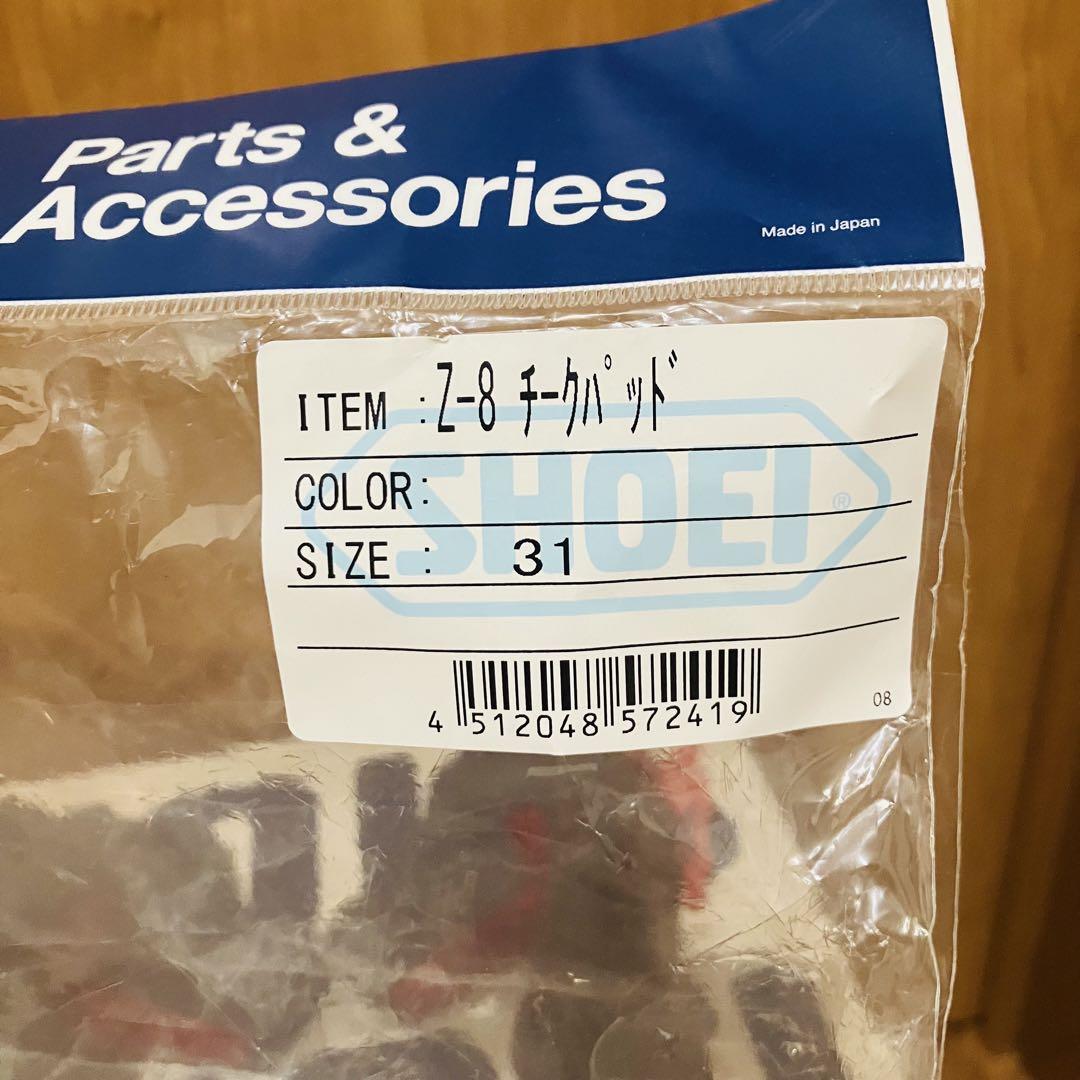 Parts &
Accessories
Made in Japan
ITEM :Z-8 チークパッド
COLOR:
SIZE : 31
SHOEI®
4 512048 572419
08